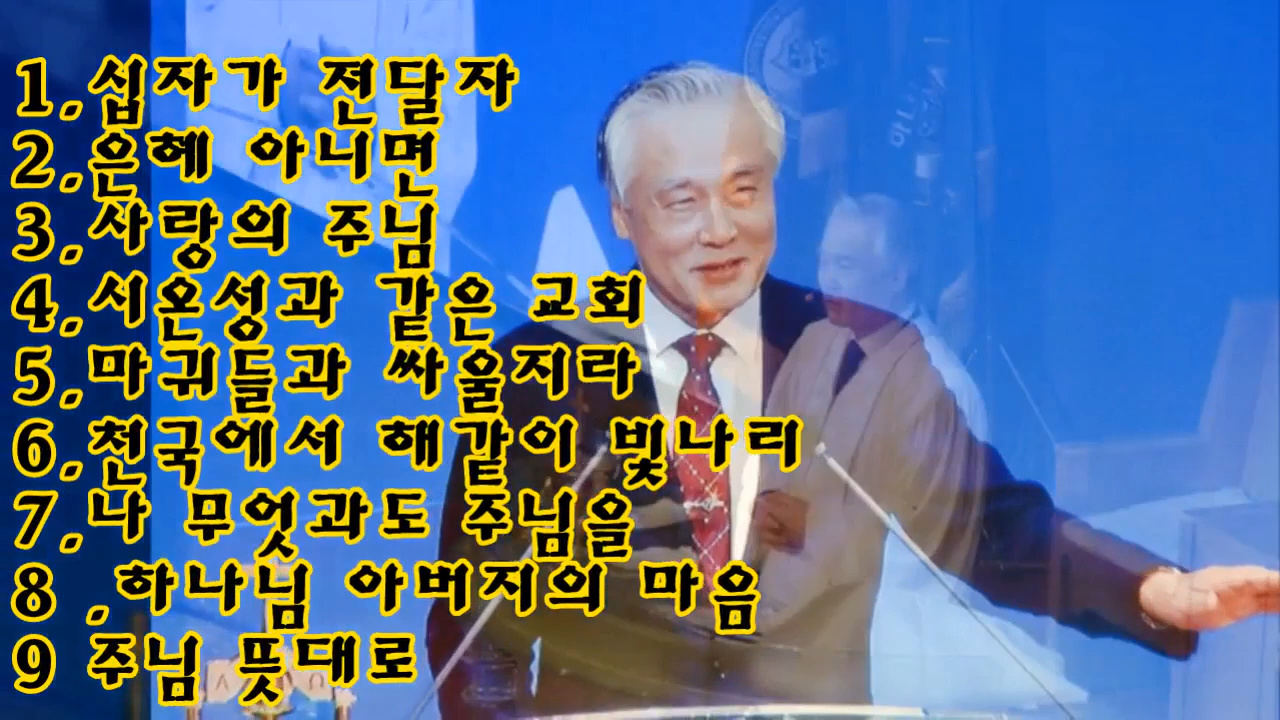 1,십자가 젼달자
2,은혜 아니면
3,사랑의 주님
4,시온성과 같은 교회
5,마귀들과 싸울지라
6,천국에서 해같이 빛나리
7,나 무엇과도 주님을
8 ,하나님 아버지의 마음
9 주님 뜻대로
Α Ω